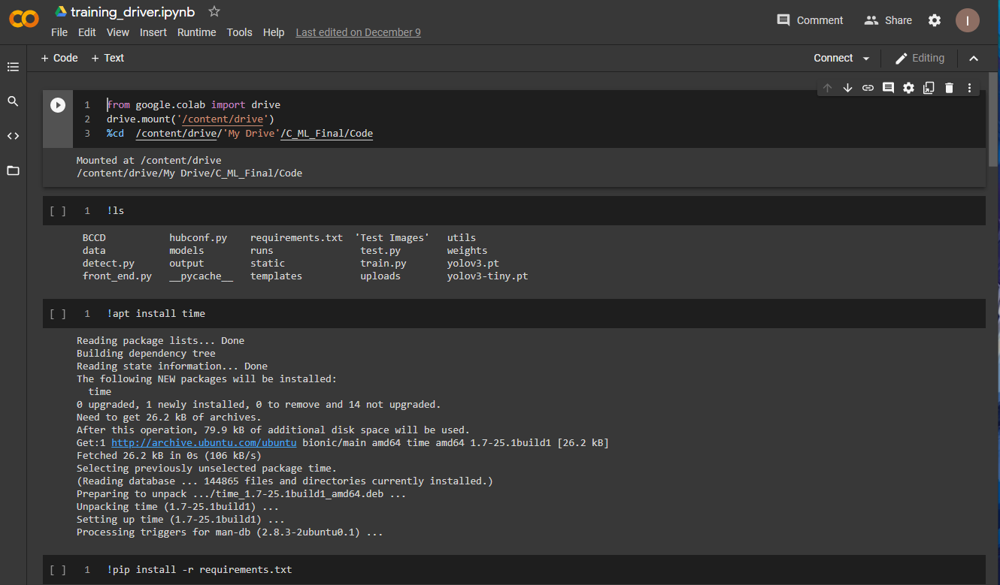 training_driver.ipynb
File Edit View Insert Runtime Tools Help Last edited on December 9
Comment Share I
+ Code + Text
Connect Editing
1 from google.colab import drive
2 drive.mount('/content/drive')
3 %cd /content/drive/'My Drive'/C_ML_Final/Code
Mounted at /content/drive
/content/drive/My Drive/C_ML_Final/Code
[ ] 1 !ls
BCCD hubconf.py requirements.txt 'Test Images' utils
data models runs test.py weights
detect.py output static train.py yolov3.pt
front_end.py __pycache__ templates uploads yolov3-tiny.pt
[ ] 1 !apt install time
Reading package lists... Done
Building dependency tree
Reading state information... Done
The following NEW packages will be installed:
time
0 upgraded, 1 newly installed, 0 to remove and 14 not upgraded.
Need to get 26.2 kB of archives.
After this operation, 79.9 kB of additional disk space will be used.
Get:1 http://archive.ubuntu.com/ubuntu bionic/main amd64 time amd64 1.7-25.1build1 [26.2 kB]
Fetched 26.2 kB in 0s (106 kB/s)
Selecting previously unselected package time.
(Reading database ... 144865 files and directories currently installed.)
Preparing to unpack .../time_1.7-25.1build1_amd64.deb ...
Unpacking time (1.7-25.1build1) ...
Setting up time (1.7-25.1build1) ...
Processing triggers for man-db (2.8.3-2ubuntu0.1) ...
[ ] 1 !pip install -r requirements.txt